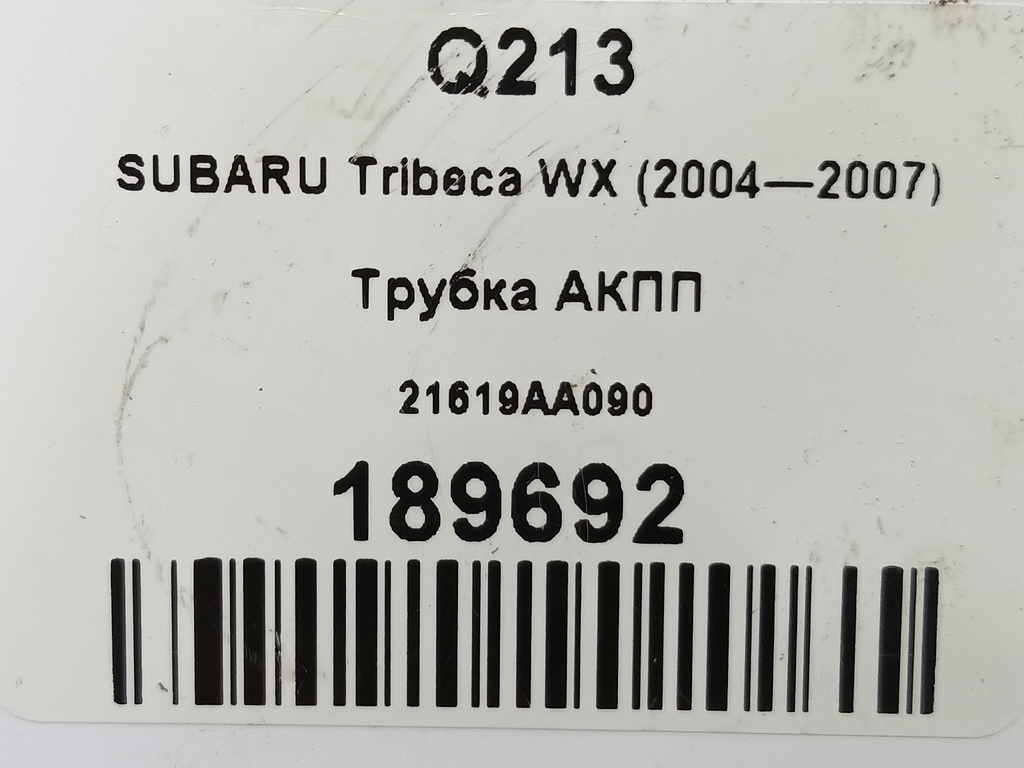 Q213
SUBARU Tribeca WX (2004—2007)
Трубка АКПП
21619AA090
189692